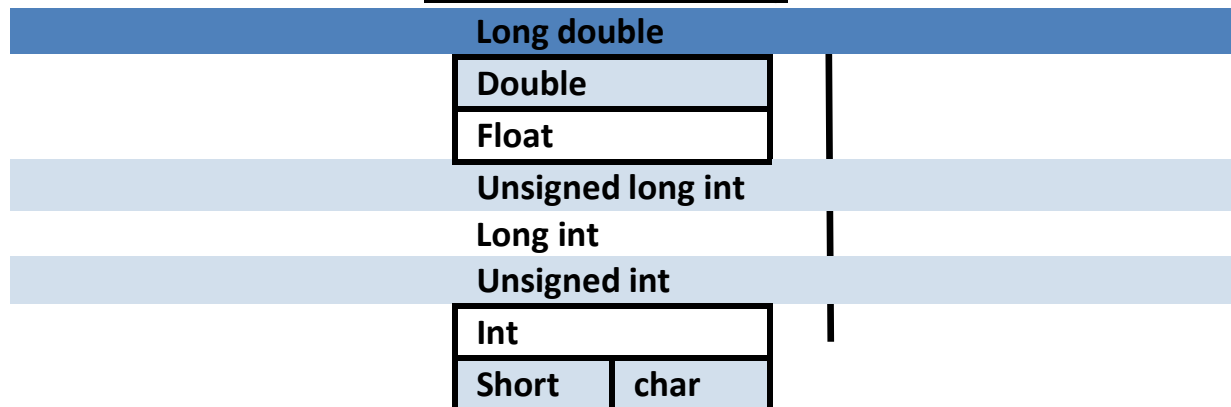 Long double
Double
Float
Unsigned long int
Long int
Unsigned int
Int
Short char